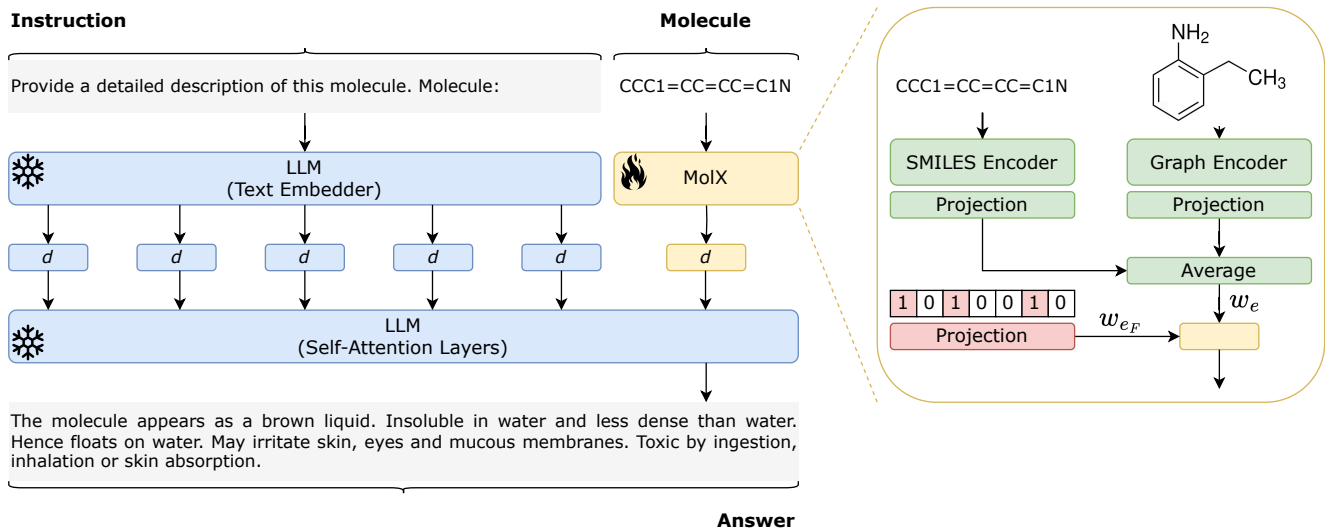 Instruction
Molecule
Provide a detailed description of this molecule. Molecule:
CCC1=CC=CC=C1N
LLM
(Text Embedder)
MolX
d
d
d
d
d
d
LLM
(Self-Attention Layers)
The molecule appears as a brown liquid. Insoluble in water and less dense than water.
Hence floats on water. May irritate skin, eyes and mucous membranes. Toxic by ingestion,
inhalation or skin absorption.
Answer
NH₂
CH₃
CCC1=CC=CC=C1N
SMILES Encoder
Graph Encoder
Projection
Projection
Average
1 0 1 0 0 1 0
w_e
Projection
w_{e_F}